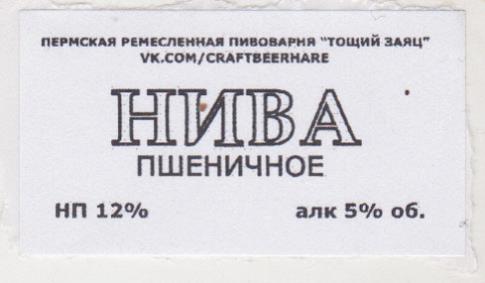 ПЕРМСКАЯ РЕМЕСЛЕННАЯ ПИВОВАРНЯ "ТОЩИЙ ЗАЯЦ"
VK.COM/CRAFTBEERHARE
НИВА
ПШЕНИЧНОЕ
НП 12% алк 5% об.